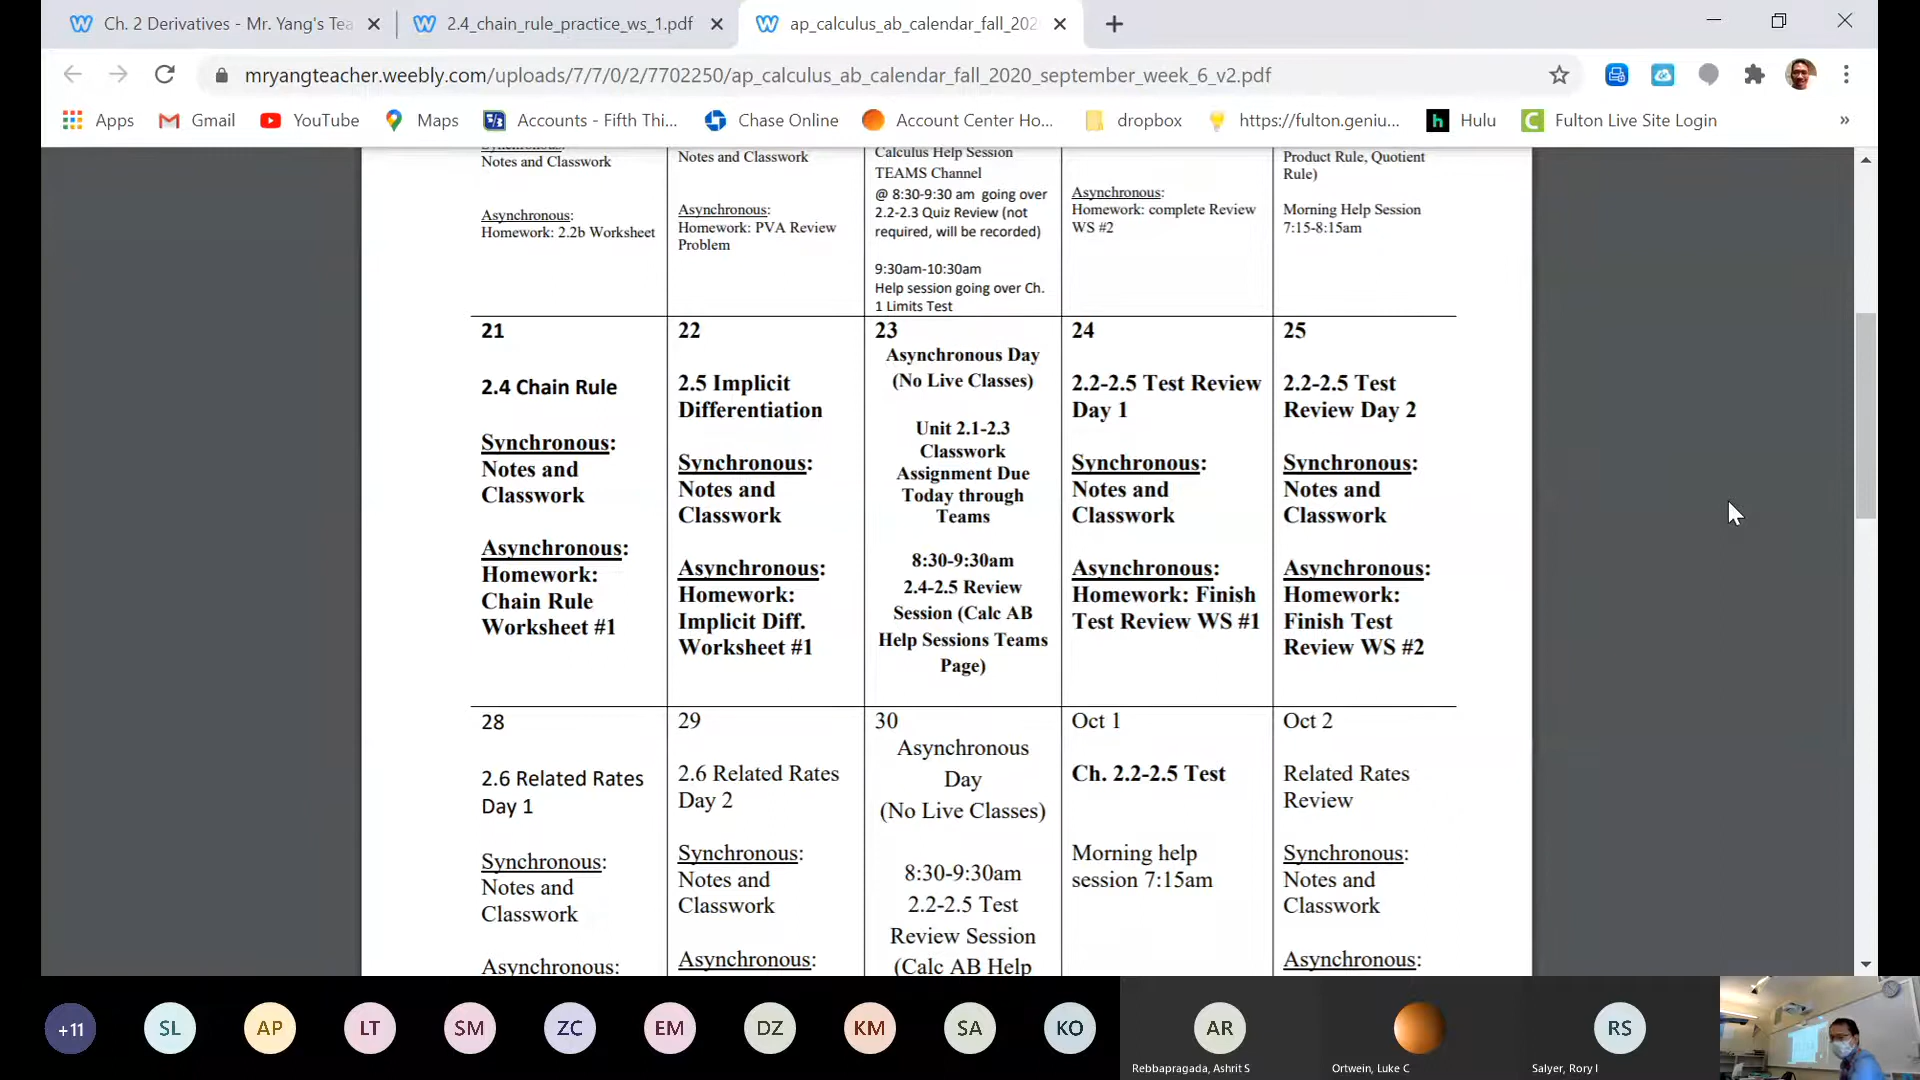 Ch. 2 Derivatives - Mr. Yang's Tea
2.4_chain_rule_practice_ws_1.pdf
ap_calculus_ab_calendar_fall_202
mryangteacher.weebly.com/uploads/7/7/0/2/7702250/ap_calculus_ab_calendar_fall_2020_september_week_6_v2.pdf
Apps
Gmail
YouTube
Maps
5/3
Accounts - Fifth Thi...
Chase Online
Account Center Ho...
dropbox
https://fulton.geniu...
h
Hulu
C
Fulton Live Site Login
»
Synchronous:
Notes and Classwork
Asynchronous:
Homework: 2.2b Worksheet
Notes and Classwork
Asynchronous:
Homework: PVA Review
Problem
Calculus Help Session
TEAMS Channel
@ 8:30-9:30 am going over
2.2-2.3 Quiz Review (not
required, will be recorded)
9:30am-10:30am
Help session going over Ch.
1 Limits Test
Asynchronous:
Homework: complete Review
WS #2
Product Rule, Quotient
Rule)
Morning Help Session
7:15-8:15am
21
2.4 Chain Rule
Synchronous:
Notes and
Classwork
Asynchronous:
Homework:
Chain Rule
Worksheet #1
22
2.5 Implicit
Differentiation
Synchronous:
Notes and
Classwork
Asynchronous:
Homework:
Implicit Diff.
Worksheet #1
23
Asynchronous Day
(No Live Classes)
Unit 2.1-2.3
Classwork
Assignment Due
Today through
Teams
8:30-9:30am
2.4-2.5 Review
Session (Calc AB
Help Sessions Teams
Page)
24
2.2-2.5 Test Review
Day 1
Synchronous:
Notes and
Classwork
Asynchronous:
Homework: Finish
Test Review WS #1
25
2.2-2.5 Test
Review Day 2
Synchronous:
Notes and
Classwork
Asynchronous:
Homework:
Finish Test
Review WS #2
28
2.6 Related Rates
Day 1
Synchronous:
Notes and
Classwork
Asynchronous:
29
2.6 Related Rates
Day 2
Synchronous:
Notes and
Classwork
Asynchronous:
30
Asynchronous
Day
(No Live Classes)
8:30-9:30am
2.2-2.5 Test
Review Session
(Calc AB Help
Oct 1
Ch. 2.2-2.5 Test
Morning help
session 7:15am
Oct 2
Related Rates
Review
Synchronous:
Notes and
Classwork
Asynchronous:
+11
SL
AP
LT
SM
ZC
EM
DZ
KM
SA
KO
AR
Rebbapragada, Ashrit S
Ortwein, Luke C
RS
Salyer, Rory I